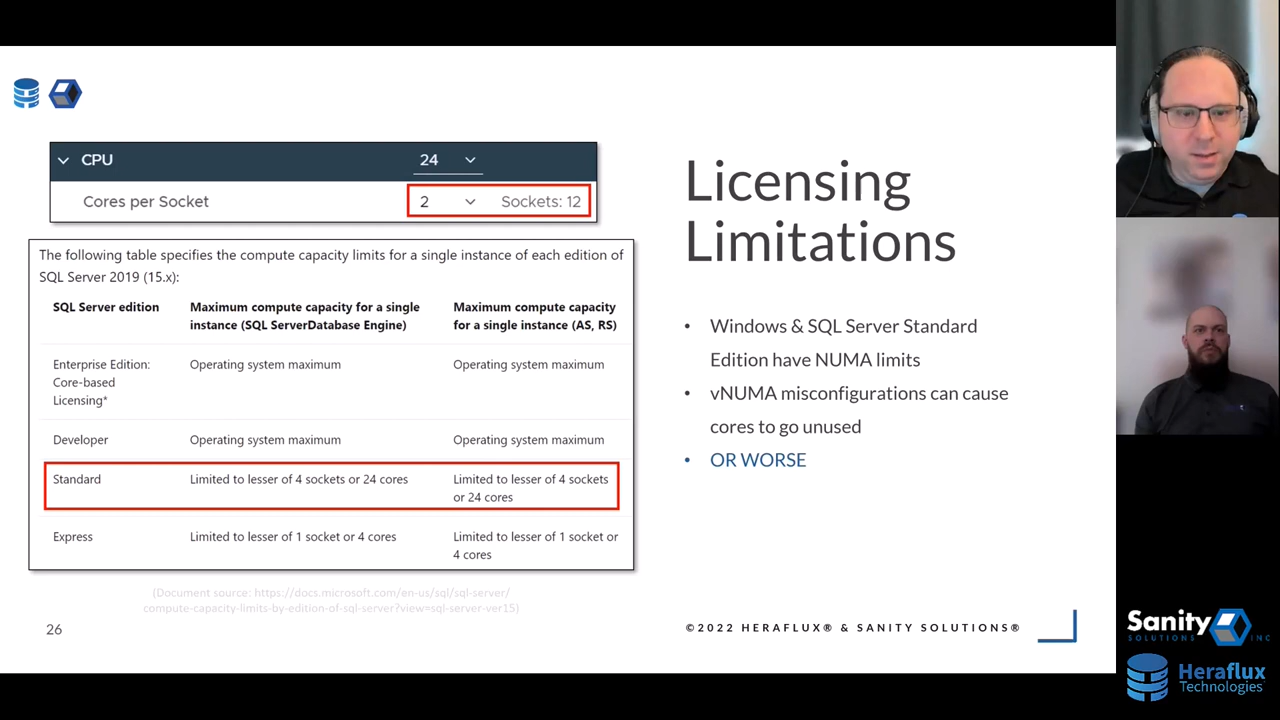 CPU 24
Cores per Socket 2 Sockets: 12
The following table specifies the compute capacity limits for a single instance of each edition of
SQL Server 2019 (15.x):
SQL Server edition Maximum compute capacity for a single Maximum compute capacity
instance (SQL ServerDatabase Engine) for a single instance (AS, RS)
Enterprise Edition: Operating system maximum Operating system maximum
Core-based
Licensing*
Developer Operating system maximum Operating system maximum
Standard Limited to lesser of 4 sockets or 24 cores Limited to lesser of 4 sockets
or 24 cores
Express Limited to lesser of 1 socket or 4 cores Limited to lesser of 1 socket or
4 cores
(Document source: https://docs.microsoft.com/en-us/sql/sql-server/
compute-capacity-limits-by-edition-of-sql-server?view=sql-server-ver15)
26
Licensing
Limitations
• Windows & SQL Server Standard
Edition have NUMA limits
• vNUMA misconfigurations can cause
cores to go unused
• OR WORSE
©2022 HERAFLUX® & SANITY SOLUTIONS®
Sanity
SOLUTIONS INC
Heraflux
Technologies